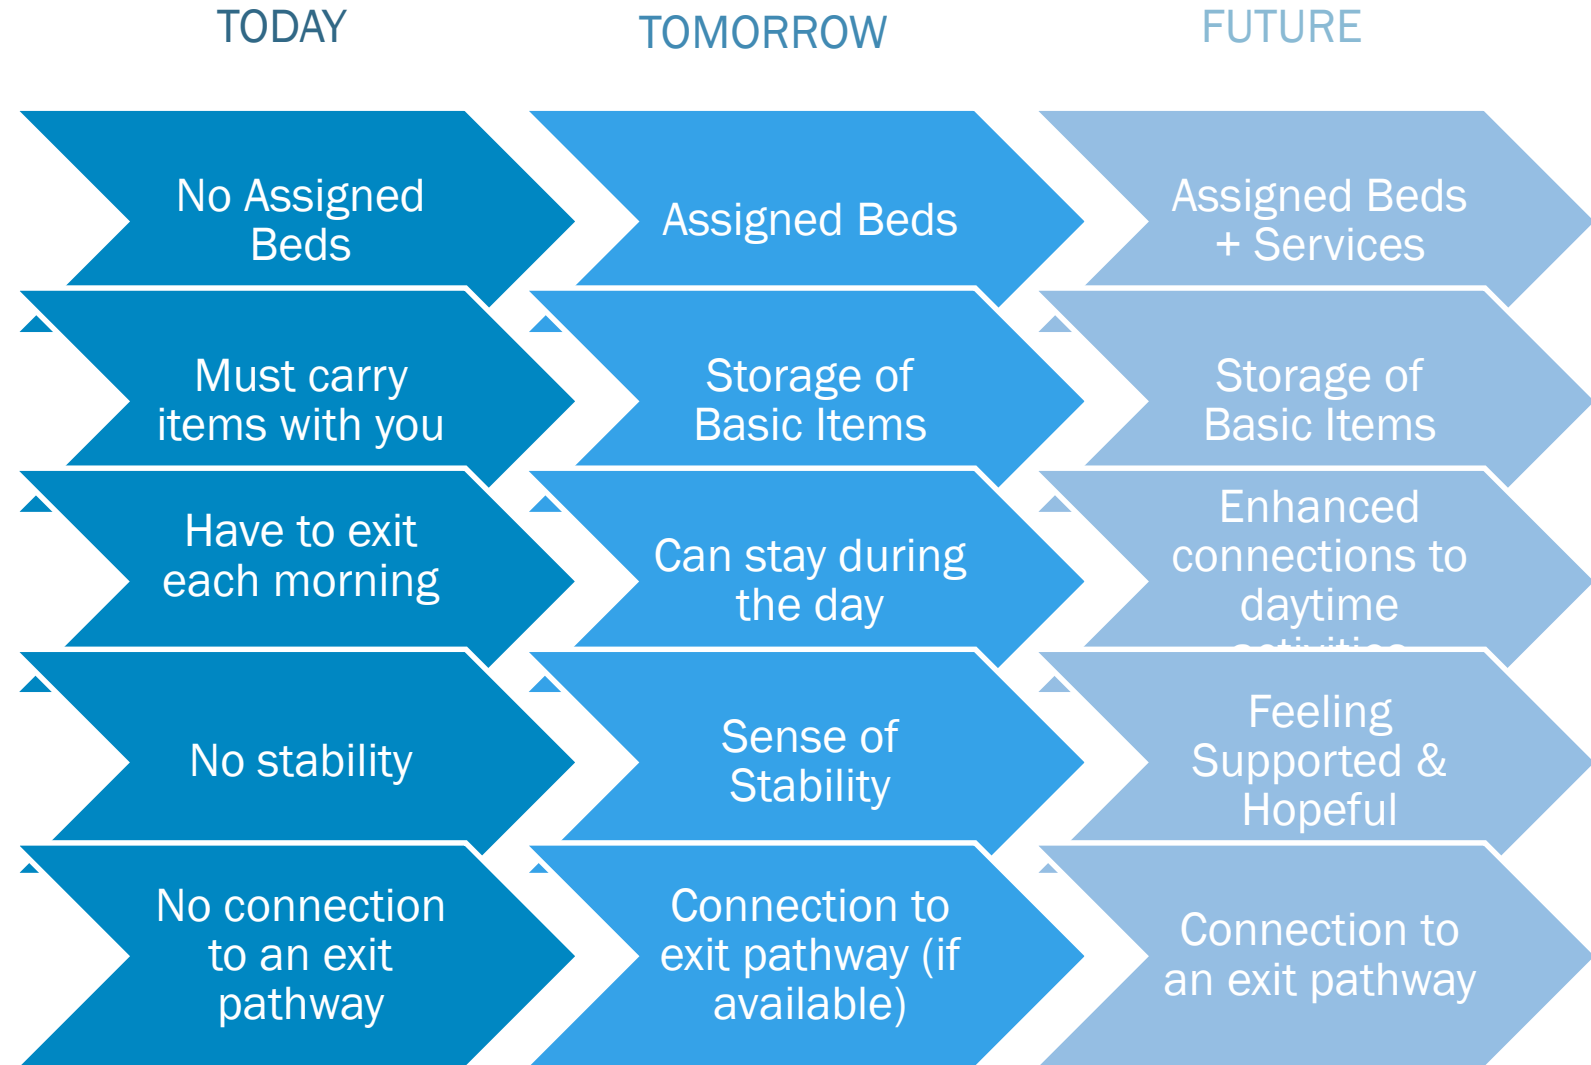 TODAY
TOMORROW
FUTURE
No Assigned
Beds
Assigned Beds
Assigned Beds
+ Services
Must carry
items with you
Storage of
Basic Items
Storage of
Basic Items
Have to exit
each morning
Can stay during
the day
Enhanced
connections to
daytime
activities
No stability
Sense of
Stability
Feeling
Supported &
Hopeful
No connection
to an exit
pathway
Connection to
exit pathway (if
available)
Connection to
an exit pathway